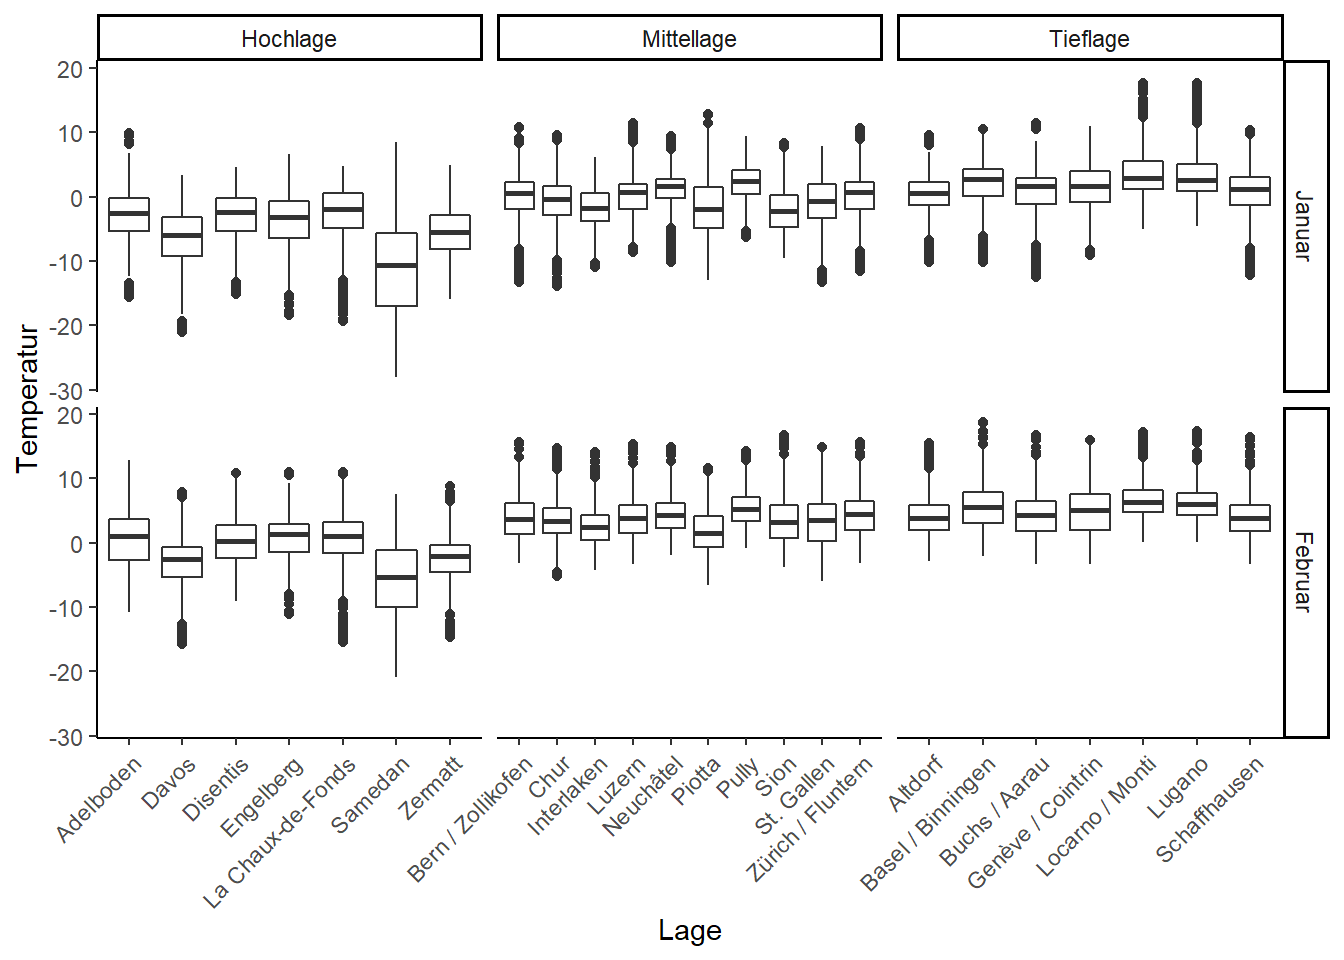 Hochlage
Mittellage
Tieflage
20
10
0
-10
-20
-30
Januar
20
10
0
-10
-20
-30
Februar
Temperatur
Adelboden
Davos
Disentis
Engelberg
La Chaux-de-Fonds
Samedan
Zermatt
Bern / Zollikofen
Chur
Interlaken
Luzern
Neuchâtel
Piotta
Pully
Sion
St. Gallen
Zürich / Fluntern
Altdorf
Basel / Binningen
Buchs / Aarau
Genève / Cointrin
Locarno / Monti
Lugano
Schaffhausen
Lage